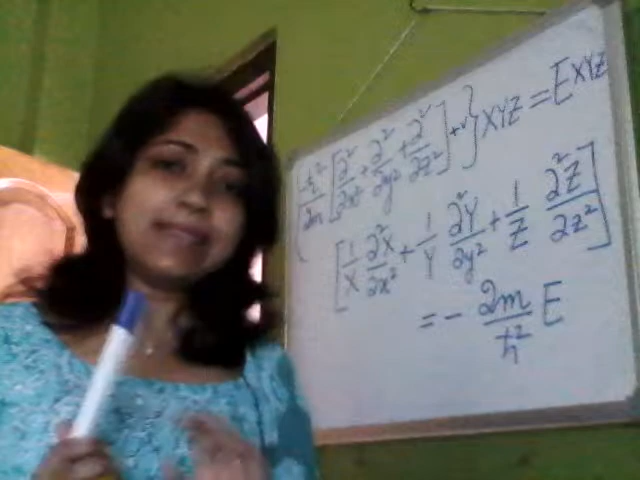 {ħ²/2m [∂²/∂x² + ∂²/∂y² + ∂²/∂z²] + V} XYZ = EXYZ
[1/X ∂²X/∂x² + 1/Y ∂²Y/∂y² + 1/Z ∂²Z/∂z²]
= - 2m/ħ² E